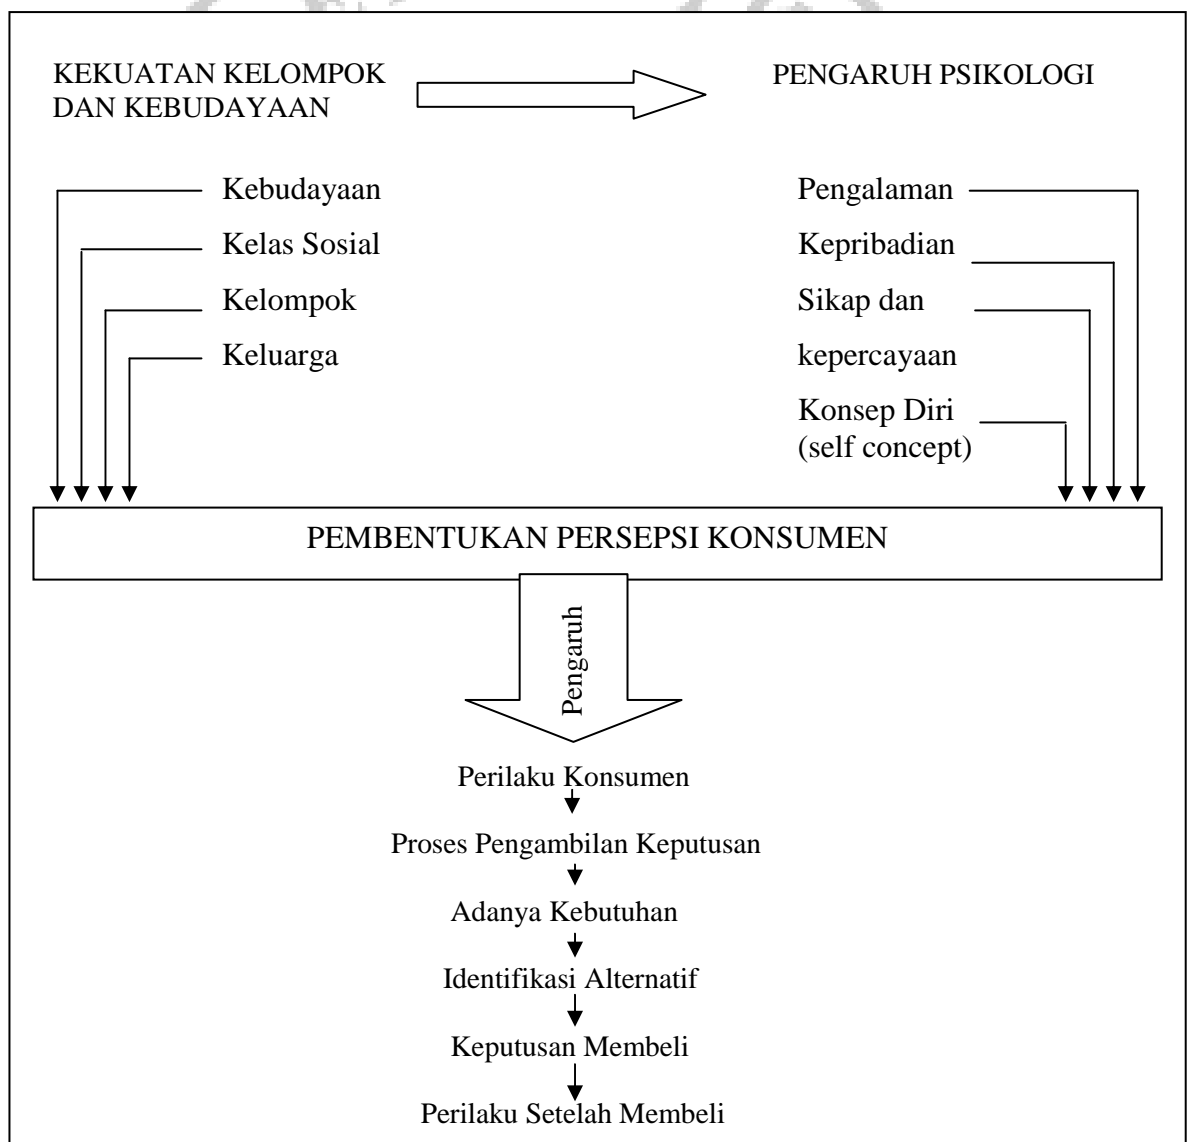 KEKUATAN KELOMPOK
DAN KEBUDAYAAN
PENGARUH PSIKOLOGI
Kebudayaan
Kelas Sosial
Kelompok
Keluarga
Pengalaman
Kepribadian
Sikap dan
kepercayaan
Konsep Diri
(self concept)
PEMBENTUKAN PERSEPSI KONSUMEN
Pengaruh
Perilaku Konsumen
Proses Pengambilan Keputusan
Adanya Kebutuhan
Identifikasi Alternatif
Keputusan Membeli
Perilaku Setelah Membeli